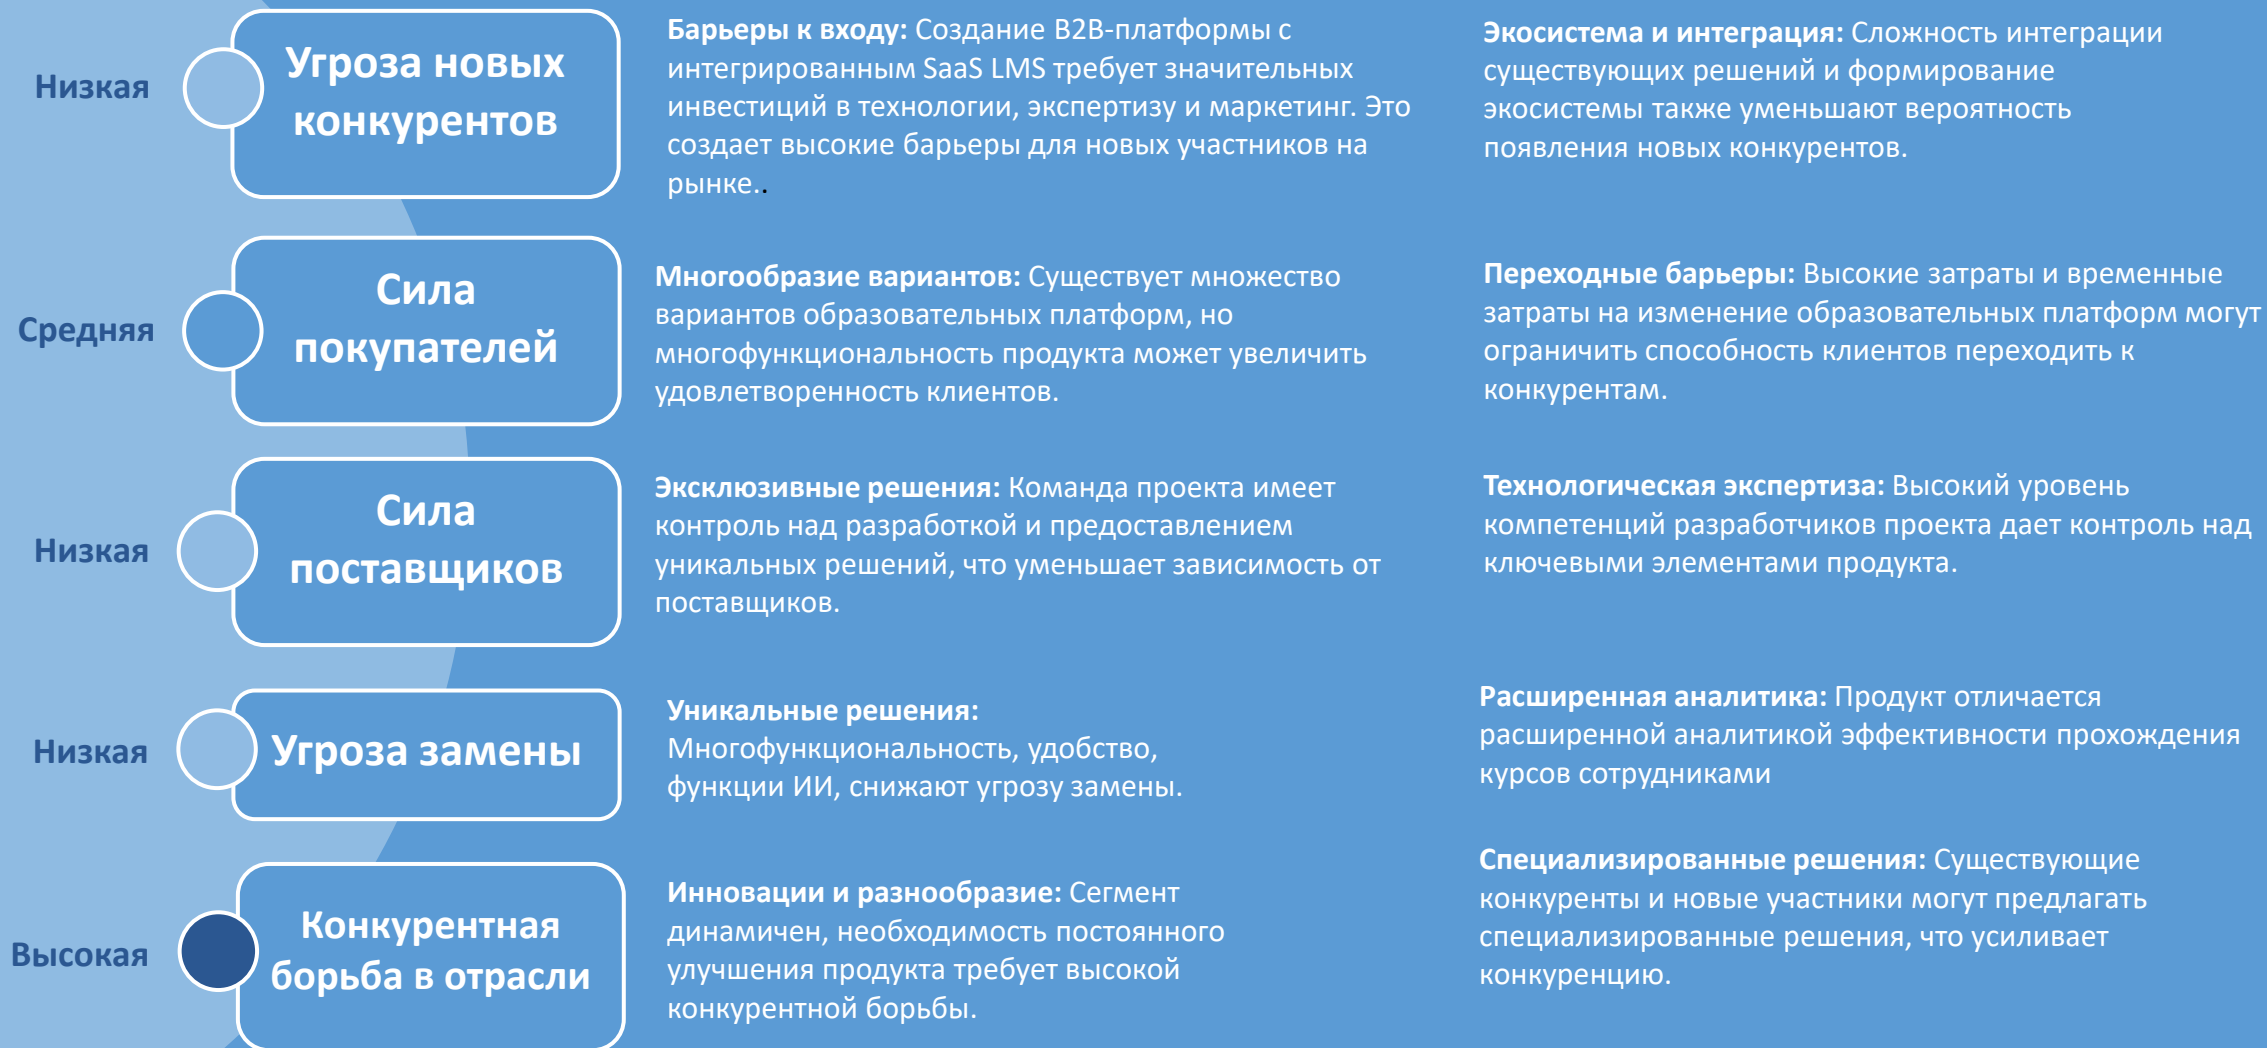 Низкая
Угроза новых
конкурентов
Барьеры к входу: Создание B2B-платформы с
интегрированным SaaS LMS требует значительных
инвестиций в технологии, экспертизу и маркетинг. Это
создает высокие барьеры для новых участников на
рынке..
Экосистема и интеграция: Сложность интеграции
существующих решений и формирование
экосистемы также уменьшают вероятность
появления новых конкурентов.
Средняя
Сила
покупателей
Многообразие вариантов: Существует множество
вариантов образовательных платформ, но
многофункциональность продукта может увеличить
удовлетворенность клиентов.
Переходные барьеры: Высокие затраты и временные
затраты на изменение образовательных платформ могут
ограничить способность клиентов переходить к
конкурентам.
Низкая
Сила
поставщиков
Эксклюзивные решения: Команда проекта имеет
контроль над разработкой и предоставлением
уникальных решений, что уменьшает зависимость от
поставщиков.
Технологическая экспертиза: Высокий уровень
компетенций разработчиков проекта дает контроль над
ключевыми элементами продукта.
Низкая
Угроза замены
Уникальные решения:
Многофункциональность, удобство,
функции ИИ, снижают угрозу замены.
Расширенная аналитика: Продукт отличается
расширенной аналитикой эффективности прохождения
курсов сотрудниками
Высокая
Конкурентная
борьба в отрасли
Инновации и разнообразие: Сегмент
динамичен, необходимость постоянного
улучшения продукта требует высокой
конкурентной борьбы.
Специализированные решения: Существующие
конкуренты и новые участники могут предлагать
специализированные решения, что усиливает
конкуренцию.